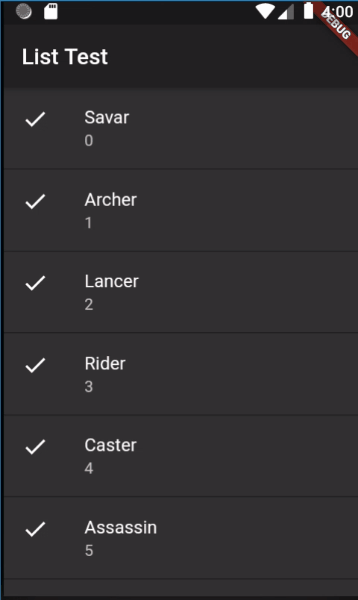 4:00
DEBUG
List Test
Savar
0
Archer
1
Lancer
2
Rider
3
Caster
4
Assassin
5